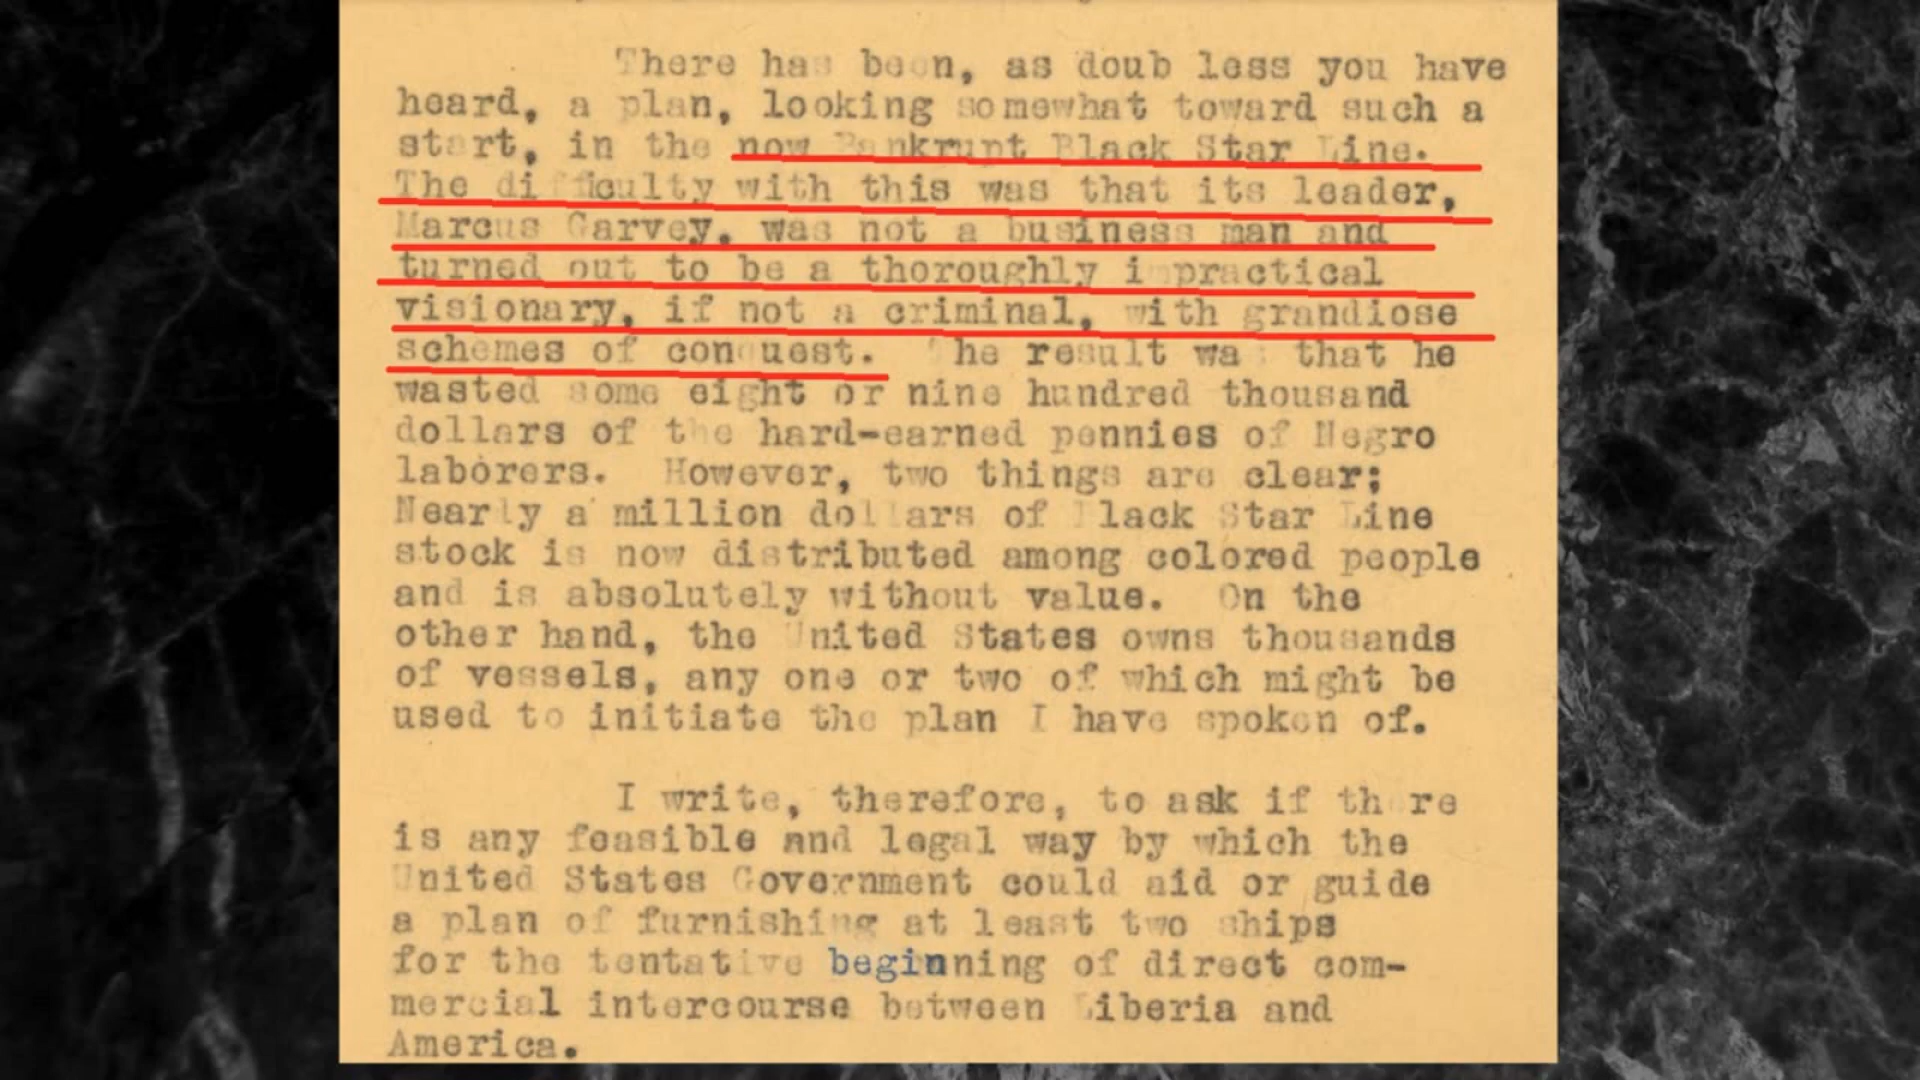 There has been, as doub less you have
heard, a plan, looking somewhat toward such a
start, in the now Bankrupt Black Star Line.
The difficulty with this was that its leader,
Marcus Garvey, was not a business man and
turned out to be a thoroughly impractical
visionary, if not a criminal, with grandiose
schemes of conquest. The result was that he
wasted some eight or nine hundred thousand
dollars of the hard-earned pennies of Negro
laborers. However, two things are clear;
Nearly a million dollars of Black Star Line
stock is now distributed among colored people
and is absolutely without value. On the
other hand, the United States owns thousands
of vessels, any one or two of which might be
used to initiate the plan I have spoken of.
I write, therefore, to ask if there
is any feasible and legal way by which the
United States Government could aid or guide
a plan of furnishing at least two ships
for the tentative beginning of direct com-
mercial intercourse between Liberia and
America.